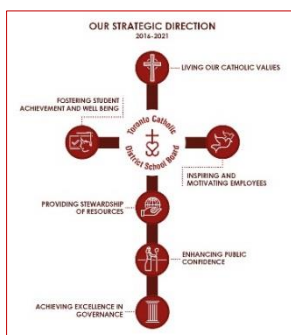 OUR STRATEGIC DIRECTION
2016-2021
LIVING OUR CATHOLIC VALUES
FOSTERING STUDENT
ACHIEVEMENT AND WELL BEING
Toronto Catholic
District School Board
INSPIRING AND
MOTIVATING EMPLOYEES
PROVIDING STEWARDSHIP
OF RESOURCES
ENHANCING PUBLIC
CONFIDENCE
ACHIEVING EXCELLENCE IN
GOVERNANCE